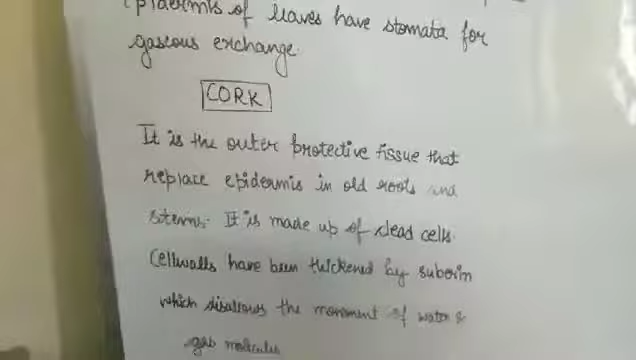 Epidermis of leaves have stomata for
gaseous exchange.
CORK
It is the outer protective tissue that
replace epidermis in old roots and
stems. It is made up of dead cells.
Cellwalls have been thickened by suberin
which disallows the movment of water &
gas molecules